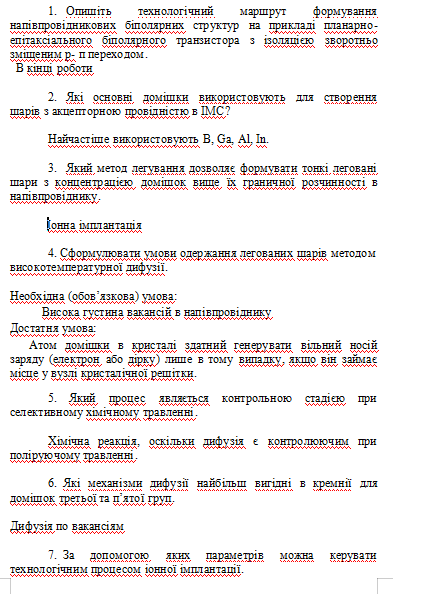 1. Опишіть технологічний маршрут формування
напівпровідникових біполярних структур на прикладі планарно-
епітаксіального біполярного транзистора з ізоляцією зворотньо
зміщеним p- n переходом.
В кінці роботи
2. Які основні домішки використовують для створення
шарів з акцепторною провідністю в ІМС?
Найчастіше використовують B, Ga, Al, In.
3. Який метод легування дозволяє формувати тонкі леговані
шари з концентрацією домішок вище їх граничної розчинності в
напівпровіднику.
Іонна імплантація
4. Сформулювати умови одержання легованих шарів методом
високотемпературної дифузії.
Необхідна (обов’язкова) умова:
Висока густина вакансій в напівпровіднику
Достатня умова:
Атом домішки в кристалі здатний генерувати вільний носій
заряду (електрон або дірку) лише в тому випадку, якщо він займає
місце у вузлі кристалічної решітки.
5. Який процес являється контрольною стадією при
селективному хімічному травленні.
Хімічна реакція, оскільки дифузія є контролюючим при
поліруючому травленні.
6. Які механізми дифузії найбільш вигідні в кремнії для
домішок третьої та п’ятої груп.
Дифузія по вакансіям
7. За допомогою яких параметрів можна керувати
технологічним процесом іонної імплантації.